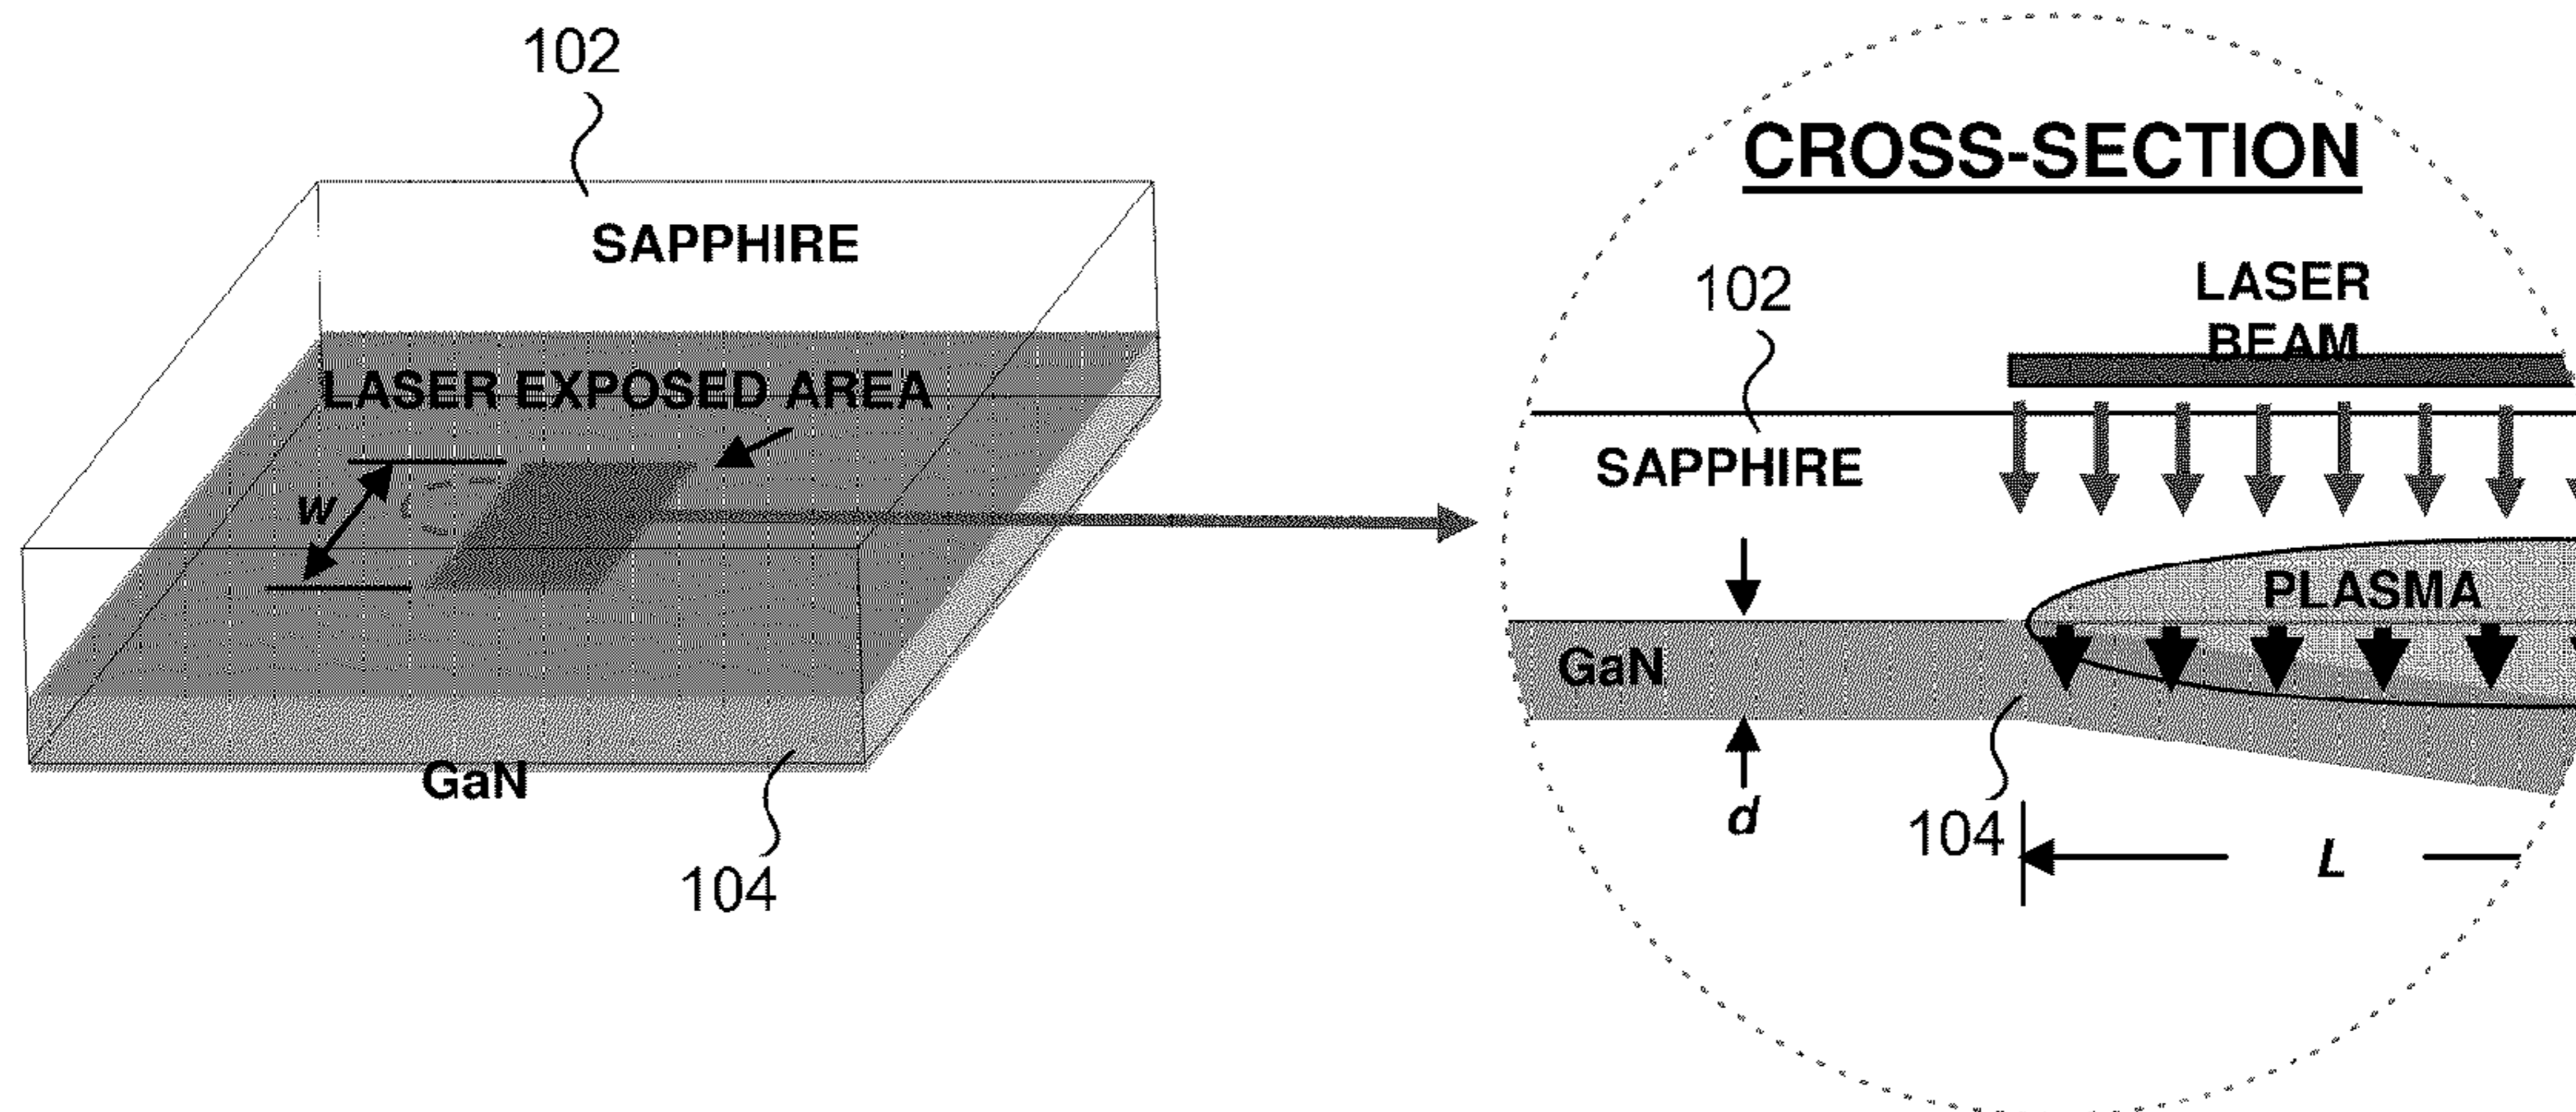 102
SAPPHIRE
LASER EXPOSED AREA
w
GaN
104
CROSS-SECTION
102
LASER
BEAM
SAPPHIRE
PLASMA
GaN
d
104
L